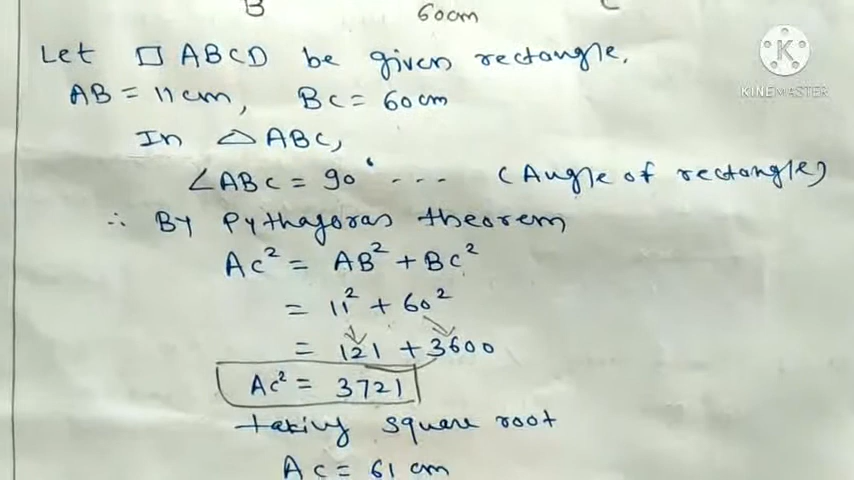 B 60cm C
K
KINEMASTER
Let □ ABCD be given rectangle.
AB = 11cm, BC = 60cm
In △ABC,
∠ABC = 90° --- (Angle of rectangle)
∴ By Pythagoras theorem
AC² = AB² + BC²
= 11² + 60²
= 121 + 3600
AC² = 3721
taking square root
AC = 61 cm